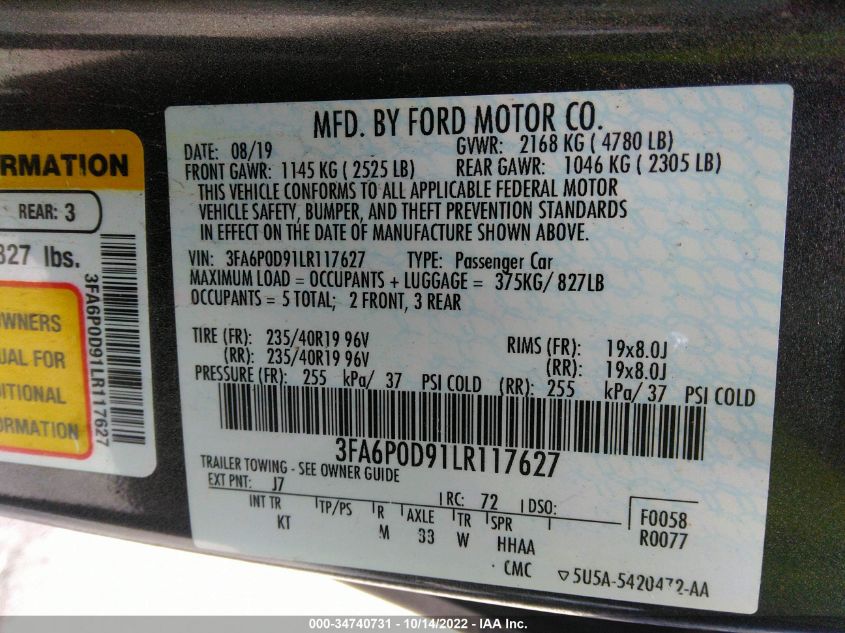 RMATION
REAR: 3
827 lbs.
3FA6P0D91LR117627
OWNERS
UAL FOR
DITIONAL
ORMATION
MFD. BY FORD MOTOR CO.
DATE: 08/19 GVWR: 2168 KG ( 4780 LB)
FRONT GAWR: 1145 KG ( 2525 LB) REAR GAWR: 1046 KG ( 2305 LB)
THIS VEHICLE CONFORMS TO ALL APPLICABLE FEDERAL MOTOR
VEHICLE SAFETY, BUMPER, AND THEFT PREVENTION STANDARDS
IN EFFECT ON THE DATE OF MANUFACTURE SHOWN ABOVE.
VIN: 3FA6P0D91LR117627 TYPE: Passenger Car
MAXIMUM LOAD = OCCUPANTS + LUGGAGE = 375KG/ 827LB
OCCUPANTS = 5 TOTAL; 2 FRONT, 3 REAR
TIRE (FR): 235/40R19 96V RIMS (FR): 19x8.0J
(RR): 235/40R19 96V (RR): 19x8.0J
PRESSURE (FR): 255 kPa/ 37 PSI COLD (RR): 255 kPa/ 37 PSI COLD
3FA6P0D91LR117627
TRAILER TOWING - SEE OWNER GUIDE
EXT PNT: J7 RC: 72 DSO: F0058
INT TR TP/PS R AXLE TR SPR R0077
KT M 33 W HHAA
CMC ▽5U5A-5420472-AA
000-34740731 - 10/14/2022 - IAA Inc.